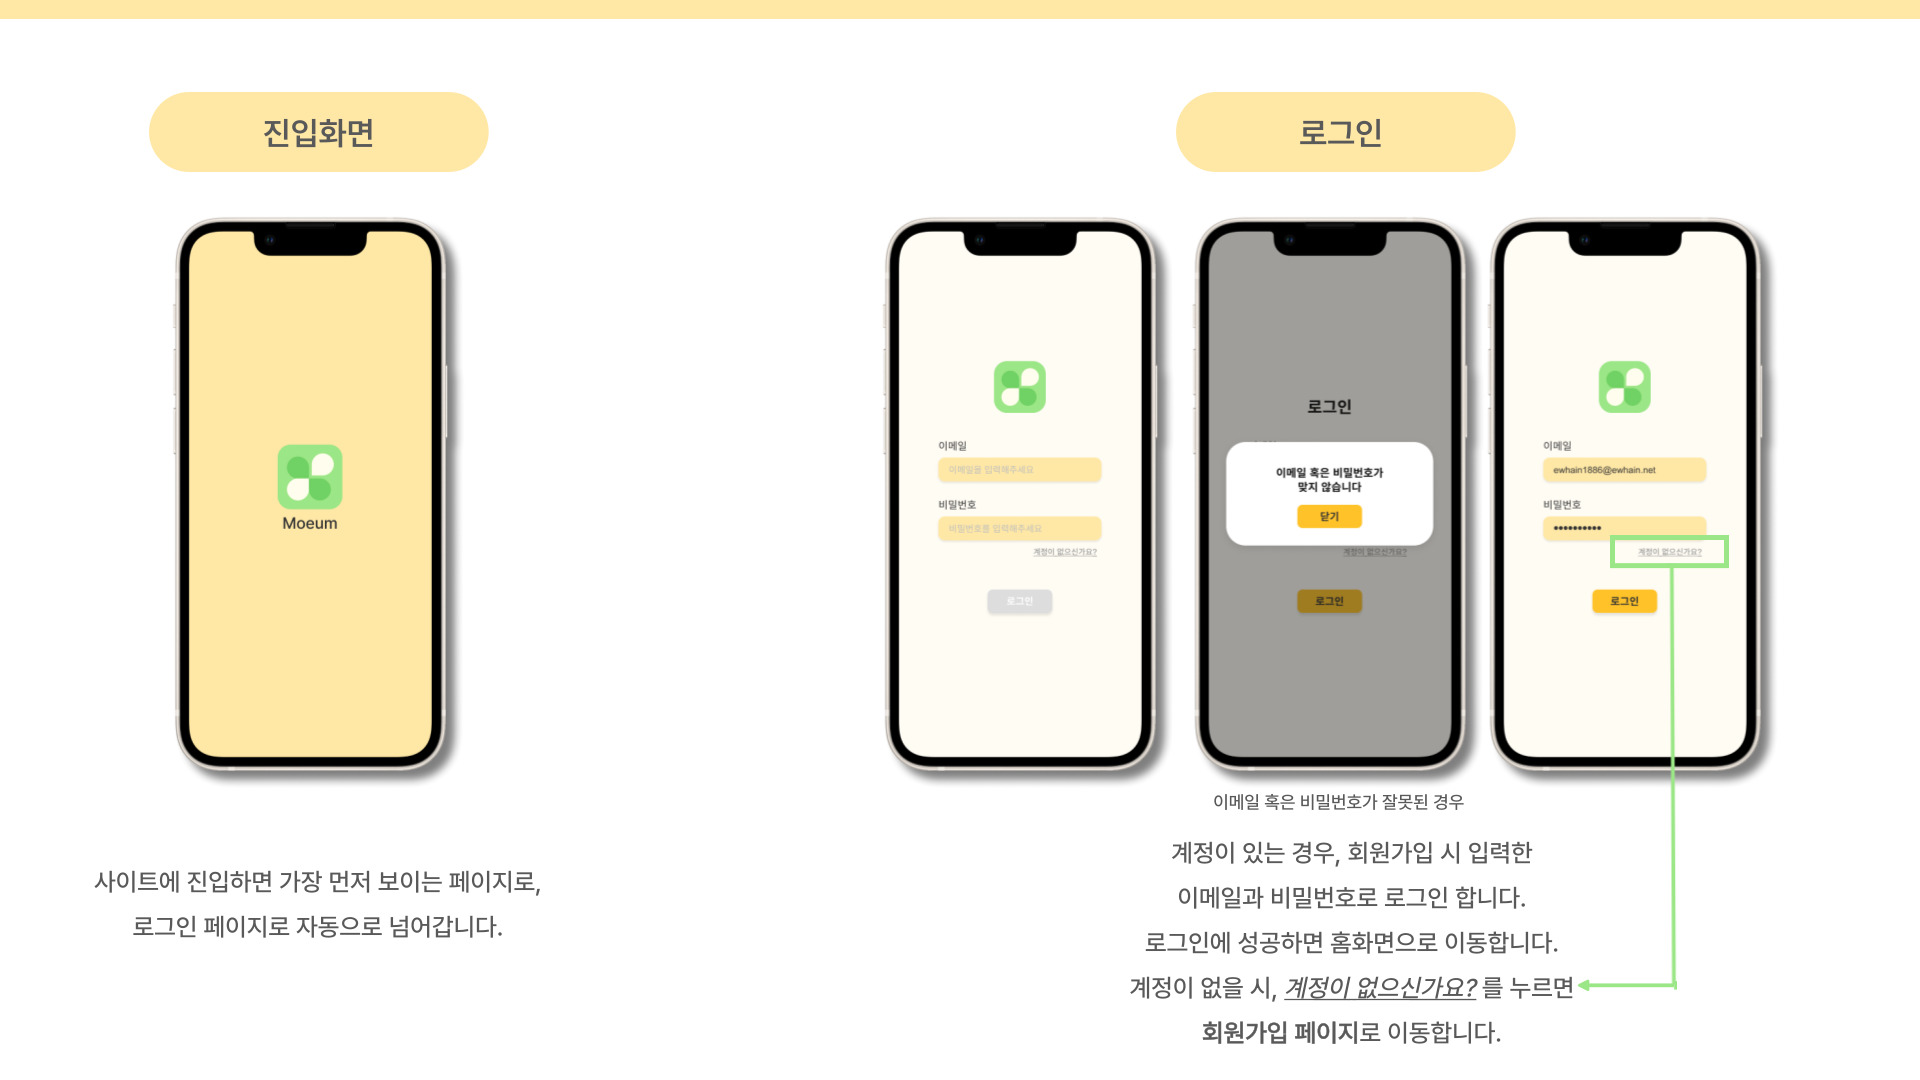 진입화면
Moeum
사이트에 진입하면 가장 먼저 보이는 페이지로,
로그인 페이지로 자동으로 넘어갑니다.
로그인
이메일
이메일을 입력해주세요
비밀번호
비밀번호를 입력해주세요
계정이 없으신가요?
로그인
로그인
이메일 혹은 비밀번호가
맞지 않습니다
닫기
계정이 없으신가요?
로그인
이메일
ewhain1886@ewhain.net
비밀번호
••••••••••
계정이 없으신가요?
로그인
이메일 혹은 비밀번호가 잘못된 경우
계정이 있는 경우, 회원가입 시 입력한
이메일과 비밀번호로 로그인 합니다.
로그인에 성공하면 홈화면으로 이동합니다.
계정이 없을 시, 계정이 없으신가요? 를 누르면
회원가입 페이지로 이동합니다.